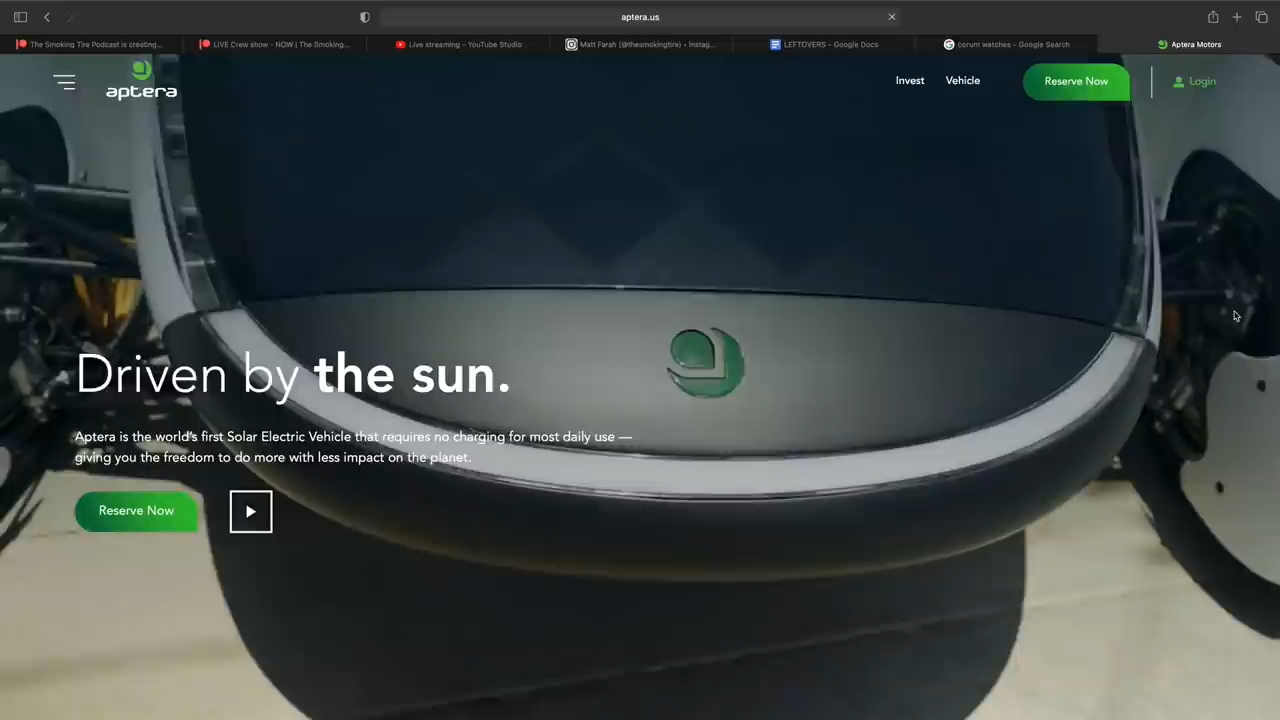 aptera.us
The Smoking Tire Podcast is creating...
LIVE Crew show - NOW | The Smoking...
Live streaming - YouTube Studio
Matt Farah (@thesmokingtire) • Instag...
LEFTOVERS - Google Docs
corum watches - Google Search
Aptera Motors
aptera
Invest
Vehicle
Reserve Now
Login
Driven by the sun.
Aptera is the world's first Solar Electric Vehicle that requires no charging for most daily use —
giving you the freedom to do more with less impact on the planet.
Reserve Now